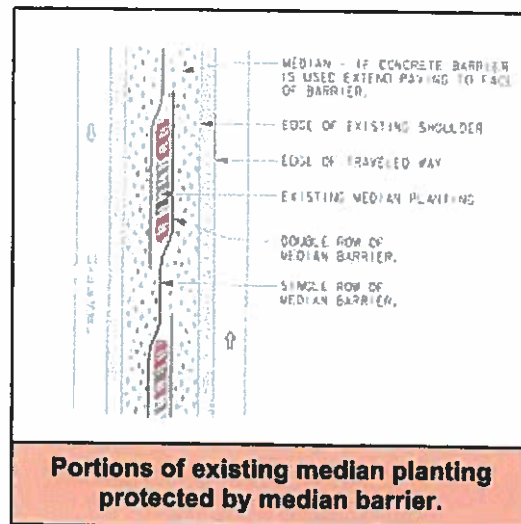 MEDIAN - IF CONCRETE BARRIER
IS USED EXTEND PAVING TO FACE
OF BARRIER.
EDGE OF EXISTING SHOULDER
EDGE OF TRAVELED WAY
EXISTING MEDIAN PLANTING
DOUBLE ROW OF
MEDIAN BARRIER.
SINGLE ROW OF
MEDIAN BARRIER.
Portions of existing median planting
protected by median barrier.